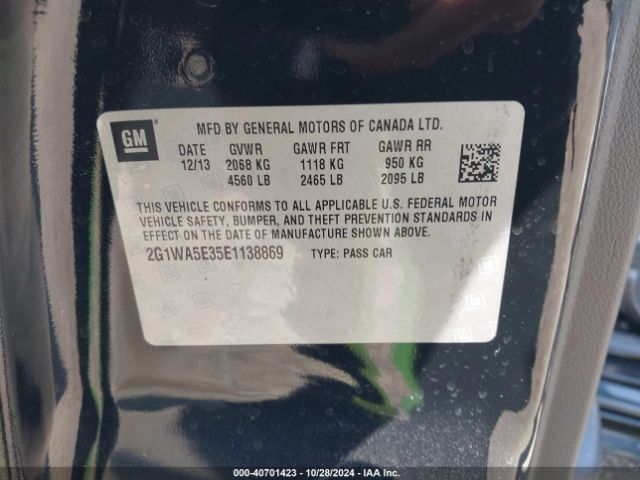 GM
MFD BY GENERAL MOTORS OF CANADA LTD.
DATE GVWR GAWR FRT GAWR RR
12/13 2068 KG 1118 KG 950 KG
4560 LB 2465 LB 2095 LB
THIS VEHICLE CONFORMS TO ALL APPLICABLE U.S. FEDERAL MOTOR
VEHICLE SAFETY, BUMPER, AND THEFT PREVENTION STANDARDS IN
EFFECT ON THE DATE OF MANUFACTURE SHOWN ABOVE.
2G1WA5E35E1138869 TYPE: PASS CAR
000-40701423 - 10/28/2024 - IAA Inc.